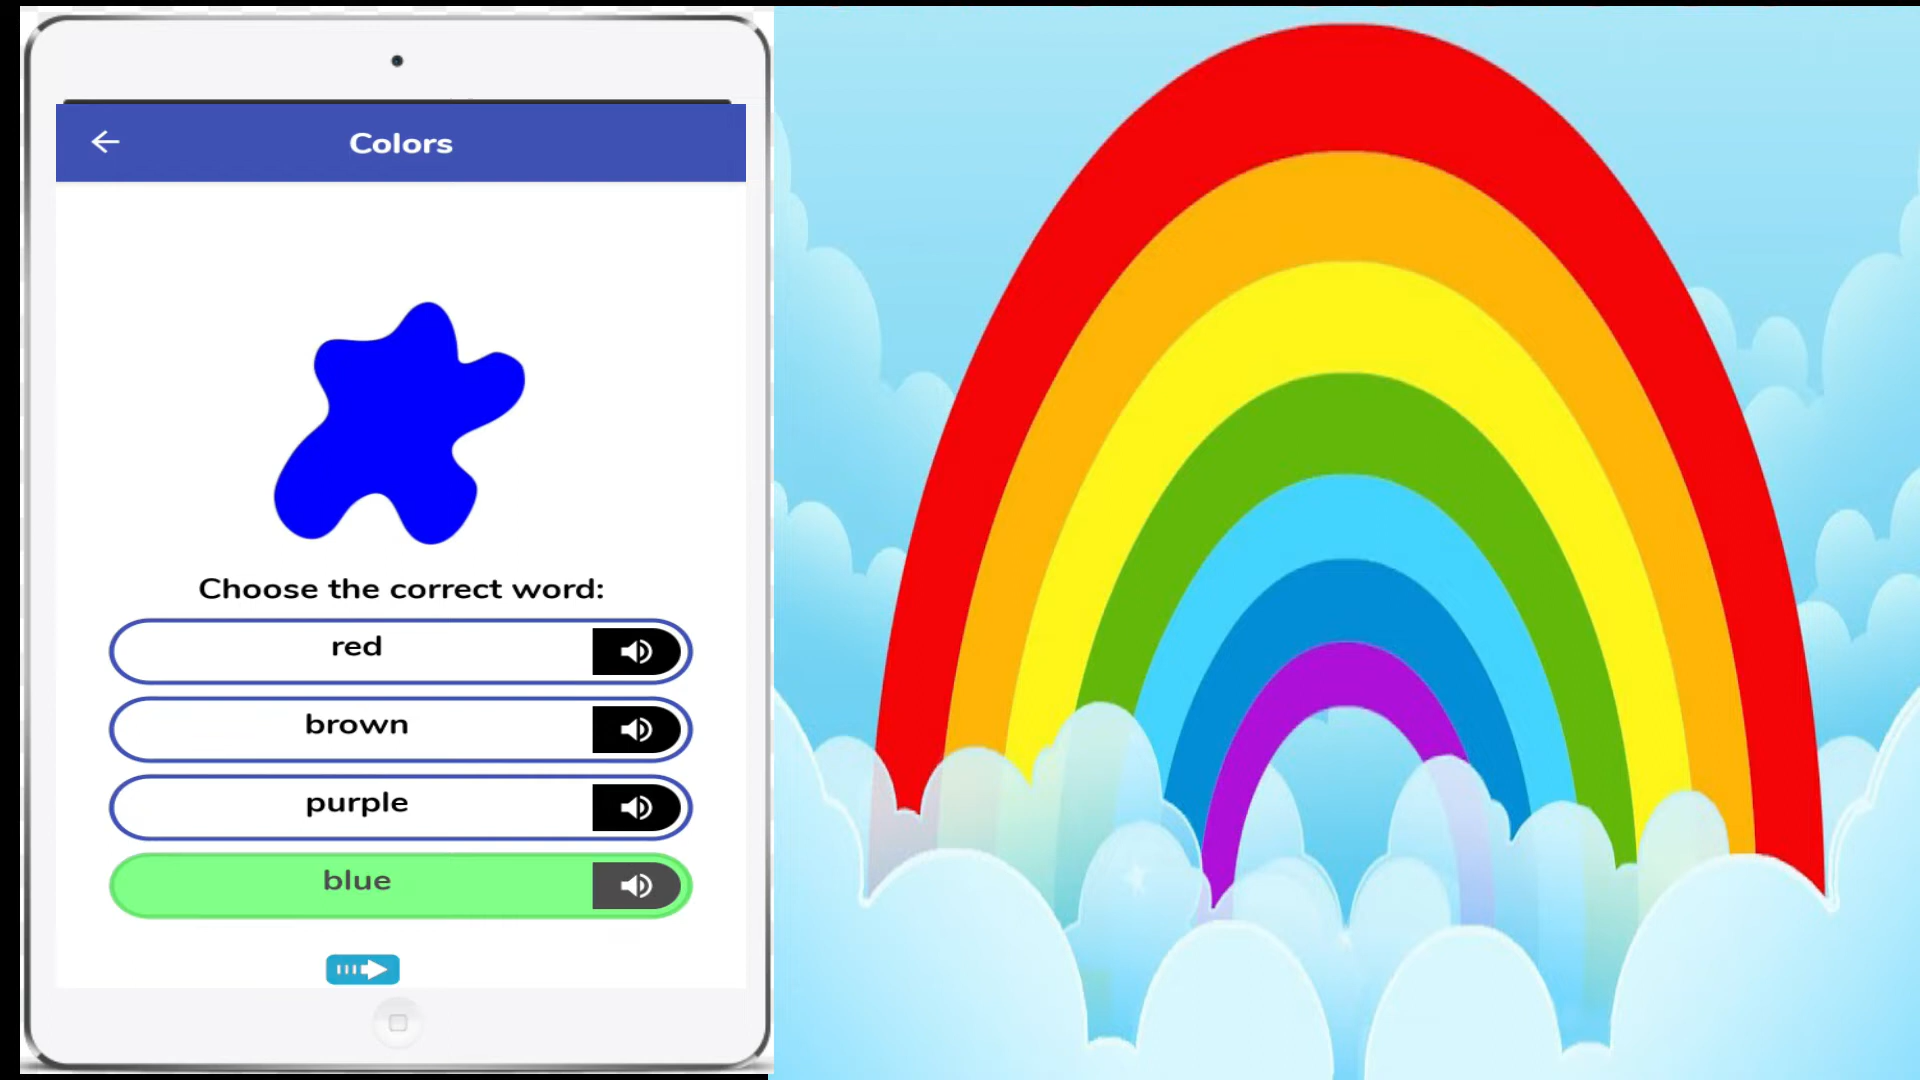 Colors
Choose the correct word:
red
brown
purple
blue